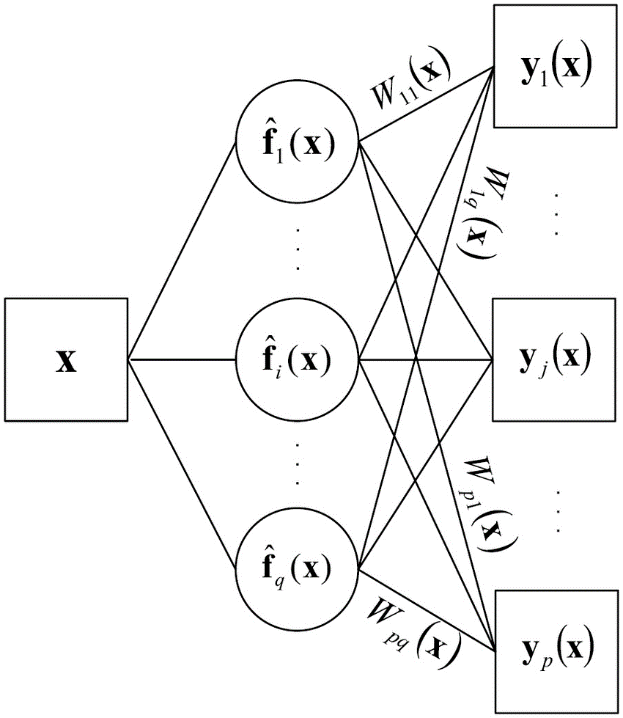 y₁(x)
W₁₁(x)
f̂₁(x)
W₁q(x)
x
f̂ᵢ(x)
yⱼ(x)
Wₚ₁(x)
f̂q(x)
Wₚq(x)
yₚ(x)